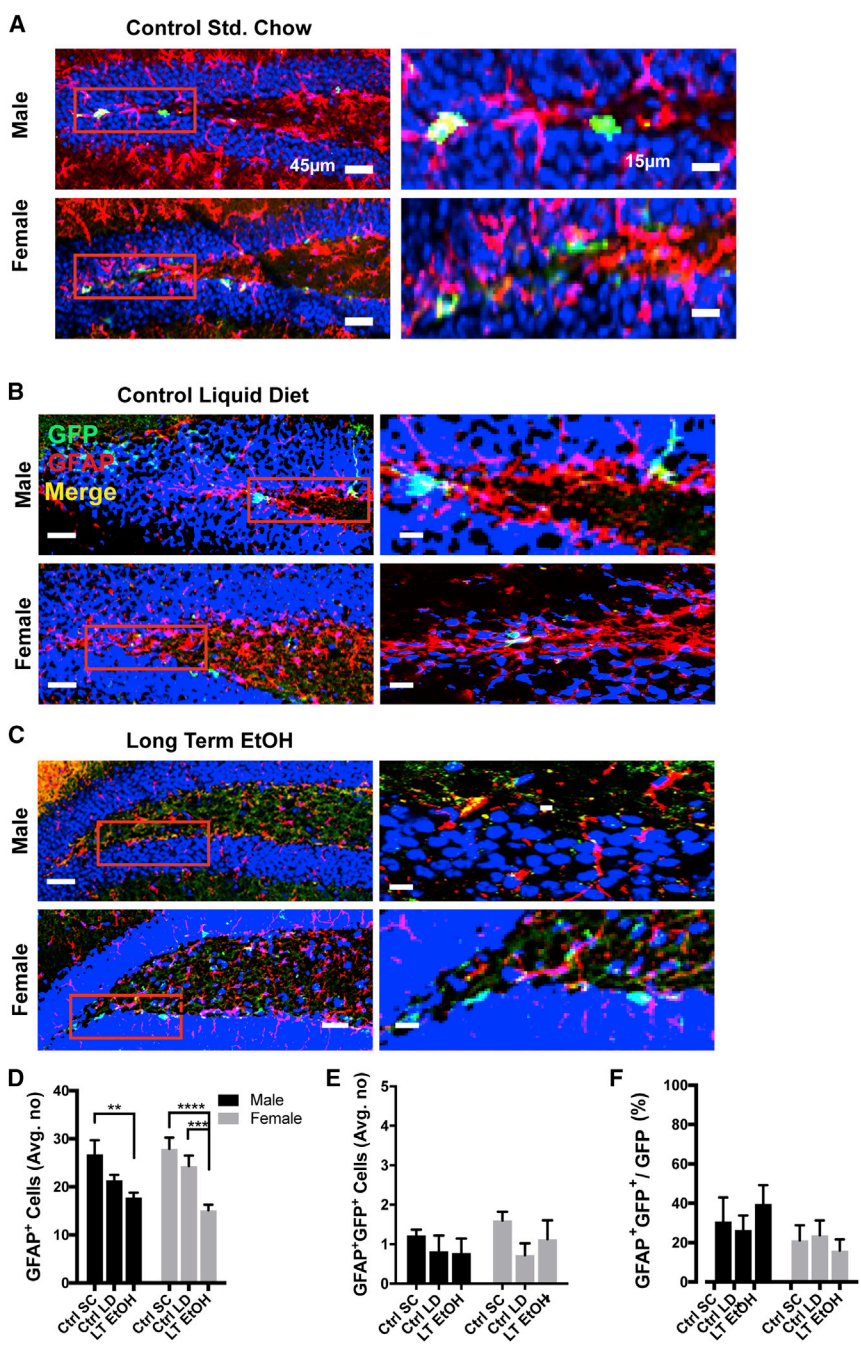 A
Control Std. Chow
Male
45µm
15µm
Female
B
Control Liquid Diet
GFP
GFAP
Merge
Male
Female
C
Long Term EtOH
Male
Female
D
GFAP+ Cells (Avg. no)
40
30
20
10
0
**
****
***
Male
Female
Ctrl SC
Ctrl LD
LT EtOH
Ctrl SC
Ctrl LD
LT EtOH
E
GFAP+GFP+ Cells (Avg. no)
5
4
3
2
1
0
Ctrl SC
Ctrl LD
LT EtOH
Ctrl SC
Ctrl LD
LT EtOH
F
GFAP+GFP+/ GFP (%)
100
80
60
40
20
0
Ctrl SC
Ctrl LD
LT EtOH
Ctrl SC
Ctrl LD
LT EtOH